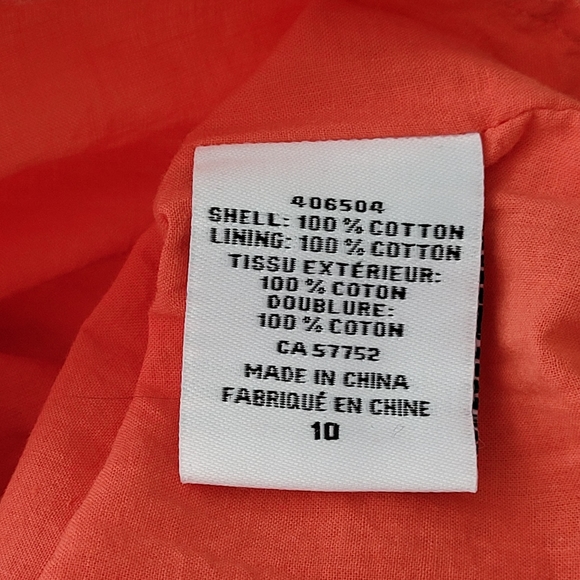 406504
SHELL: 100 % COTTON
LINING: 100 % COTTON
TISSU EXTÉRIEUR:
100 % COTON
DOUBLURE:
100 % COTON
CA 57752
MADE IN CHINA
FABRIQUÉ EN CHINE
10